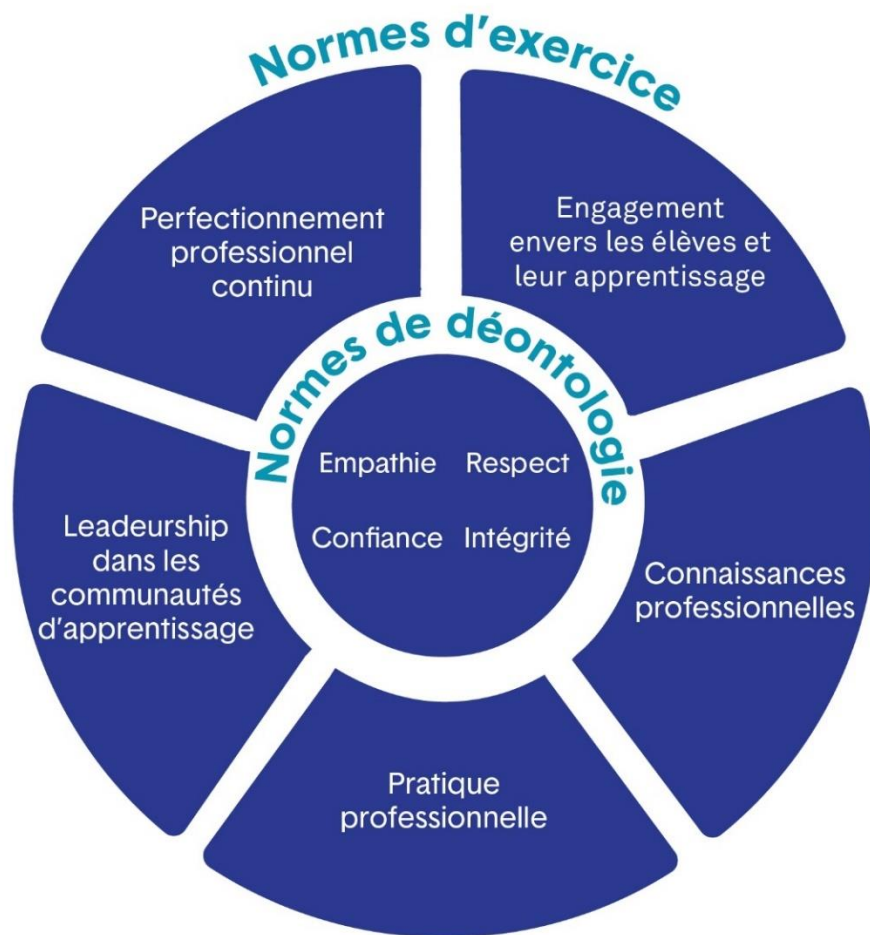 Normes d'exercice
Perfectionnement
professionnel
continu
Engagement
envers les élèves et
leur apprentissage
Normes de déontologie
Empathie Respect
Confiance Intégrité
Leadeurship
dans les
communautés
d'apprentissage
Connaissances
professionnelles
Pratique
professionnelle